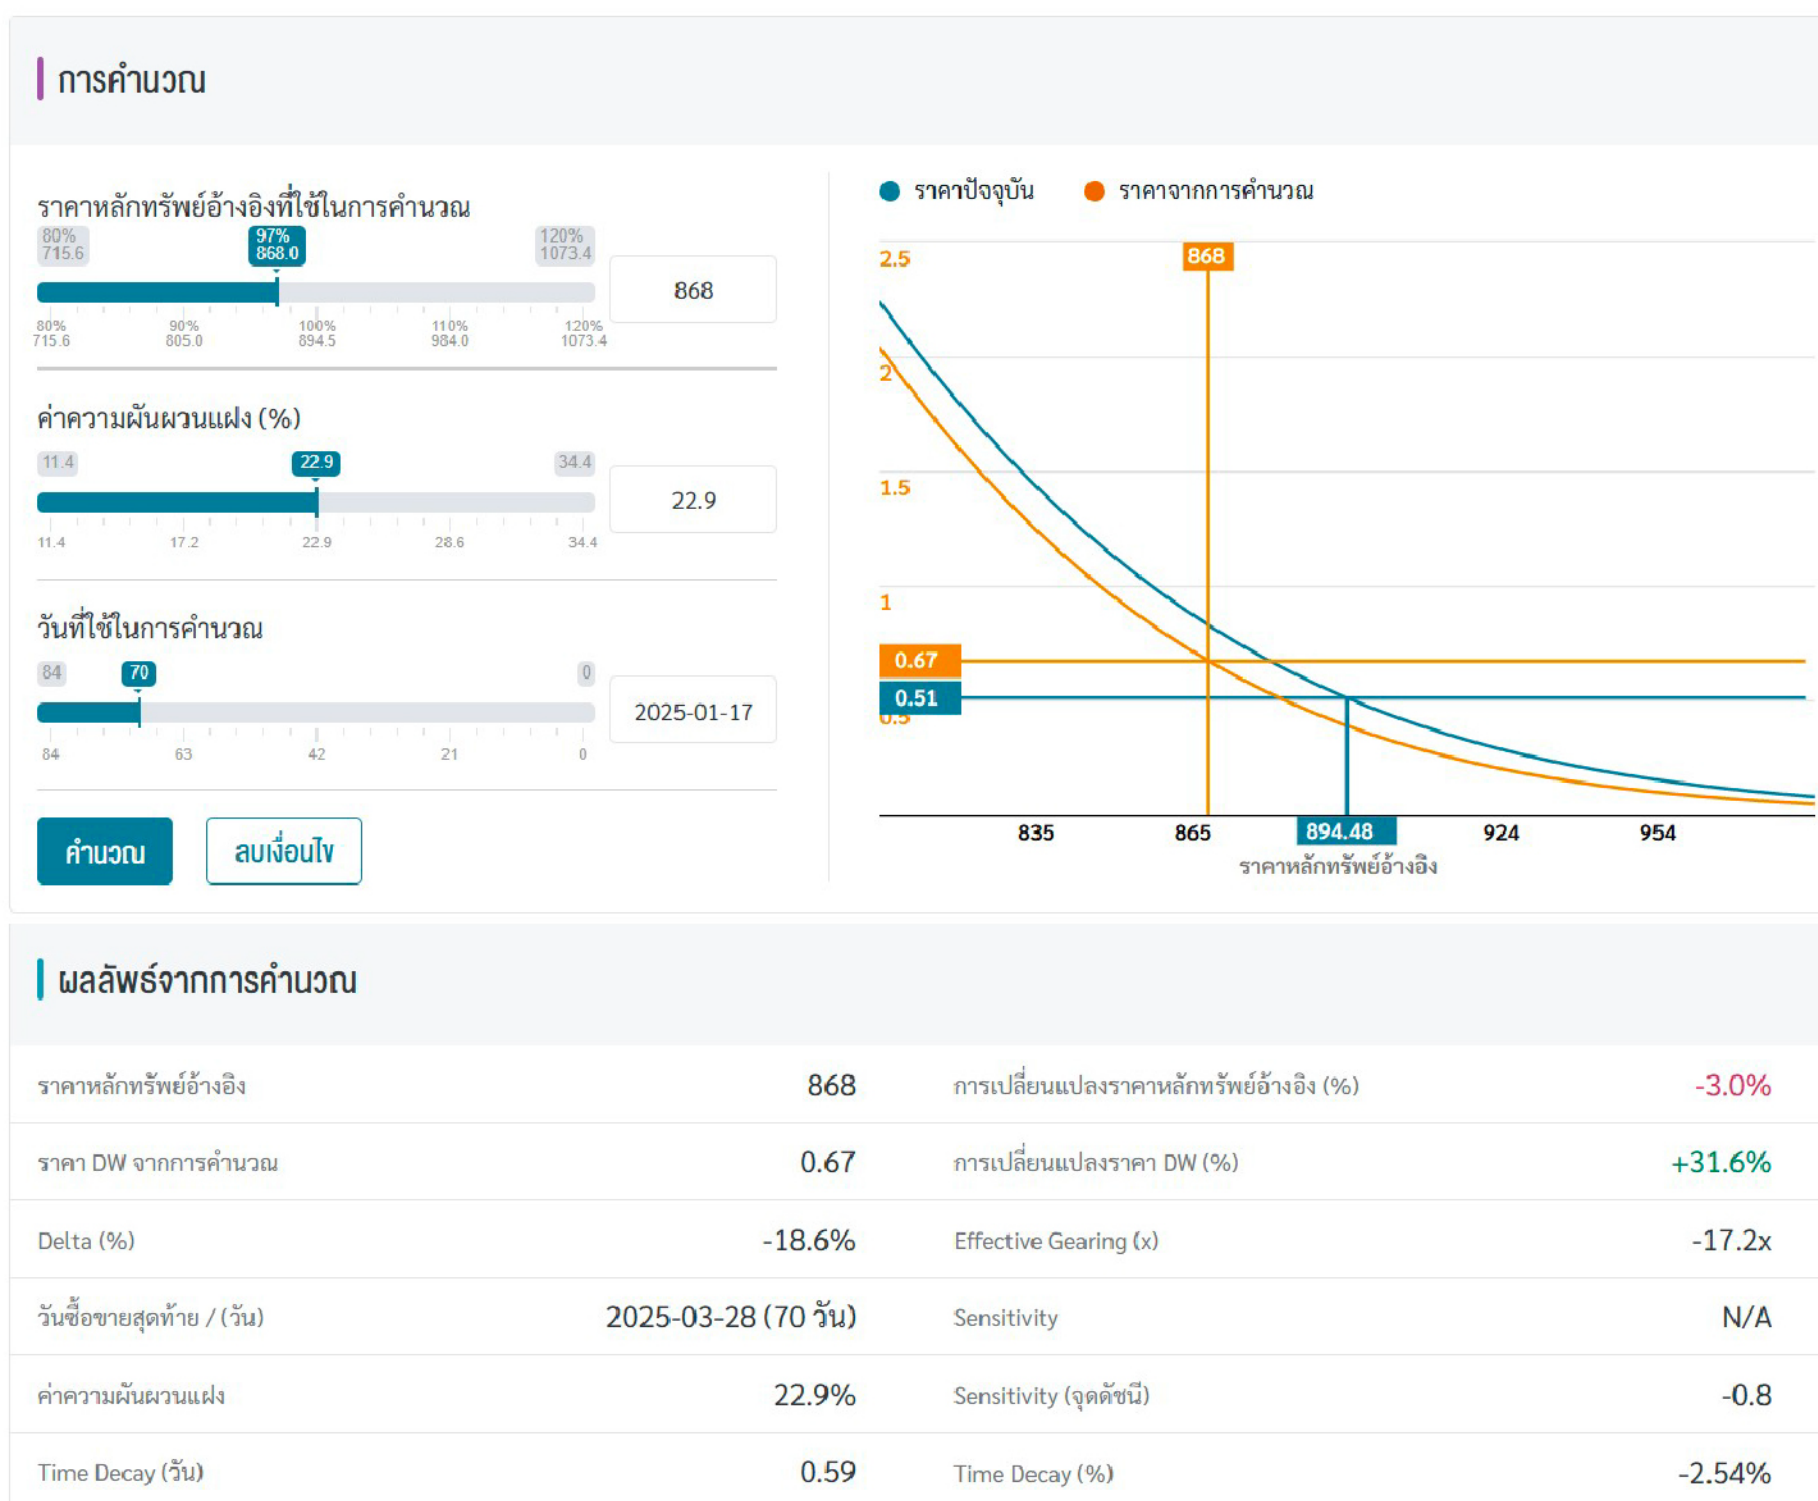 การคำนวณ
ราคาหลักทรัพย์อ้างอิงที่ใช้ในการคำนวณ
80% 97% 120%
715.6 868.0 1073.4
868
80% 90% 100% 110% 120%
715.6 805.0 894.5 984.0 1073.4
ค่าความผันผวนแฝง (%)
11.4 22.9 34.4
22.9
11.4 17.2 22.9 28.6 34.4
วันที่ใช้ในการคำนวณ
84 70 0
2025-01-17
84 63 42 21 0
คำนวณ ลบเงื่อนไข
ราคาปัจจุบัน ราคาจากการคำนวณ
2.5 868
2
1.5
1
0.67
0.51
0.5
835 865 894.48 924 954
ราคาหลักทรัพย์อ้างอิง
ผลลัพธ์จากการคำนวณ
ราคาหลักทรัพย์อ้างอิง 868 การเปลี่ยนแปลงราคาหลักทรัพย์อ้างอิง (%) -3.0%
ราคา DW จากการคำนวณ 0.67 การเปลี่ยนแปลงราคา DW (%) +31.6%
Delta (%) -18.6% Effective Gearing (x) -17.2x
วันซื้อขายสุดท้าย / (วัน) 2025-03-28 (70 วัน) Sensitivity N/A
ค่าความผันผวนแฝง 22.9% Sensitivity (จุดดัชนี) -0.8
Time Decay (วัน) 0.59 Time Decay (%) -2.54%